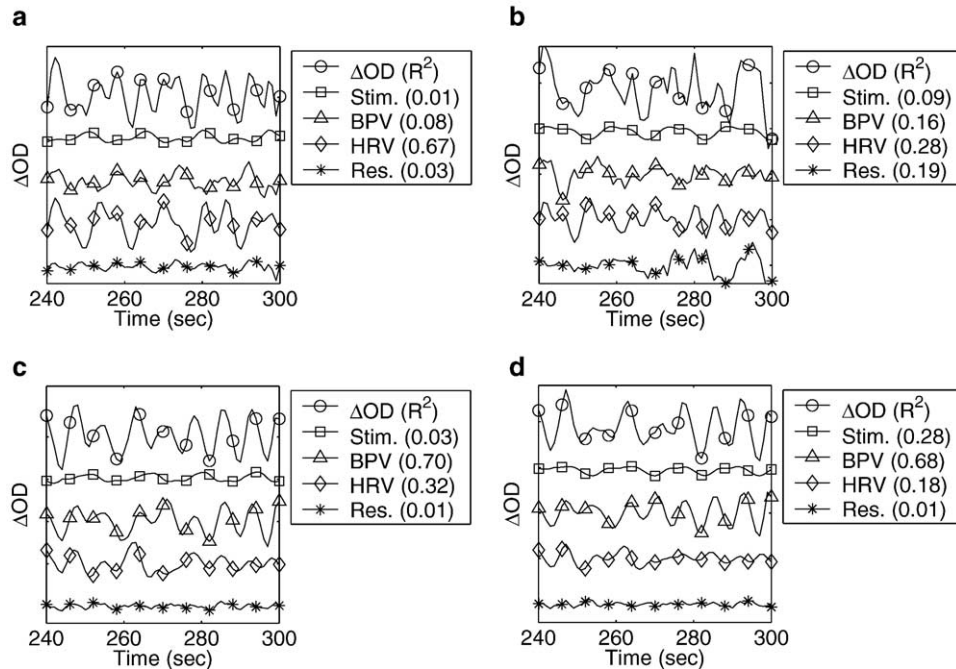 a
ΔOD
ΔOD (R²)
Stim. (0.01)
BPV (0.08)
HRV (0.67)
Res. (0.03)
240 260 280 300
Time (sec)
b
ΔOD
ΔOD (R²)
Stim. (0.09)
BPV (0.16)
HRV (0.28)
Res. (0.19)
240 260 280 300
Time (sec)
c
ΔOD
ΔOD (R²)
Stim. (0.03)
BPV (0.70)
HRV (0.32)
Res. (0.01)
240 260 280 300
Time (sec)
d
ΔOD
ΔOD (R²)
Stim. (0.28)
BPV (0.68)
HRV (0.18)
Res. (0.01)
240 260 280 300
Time (sec)